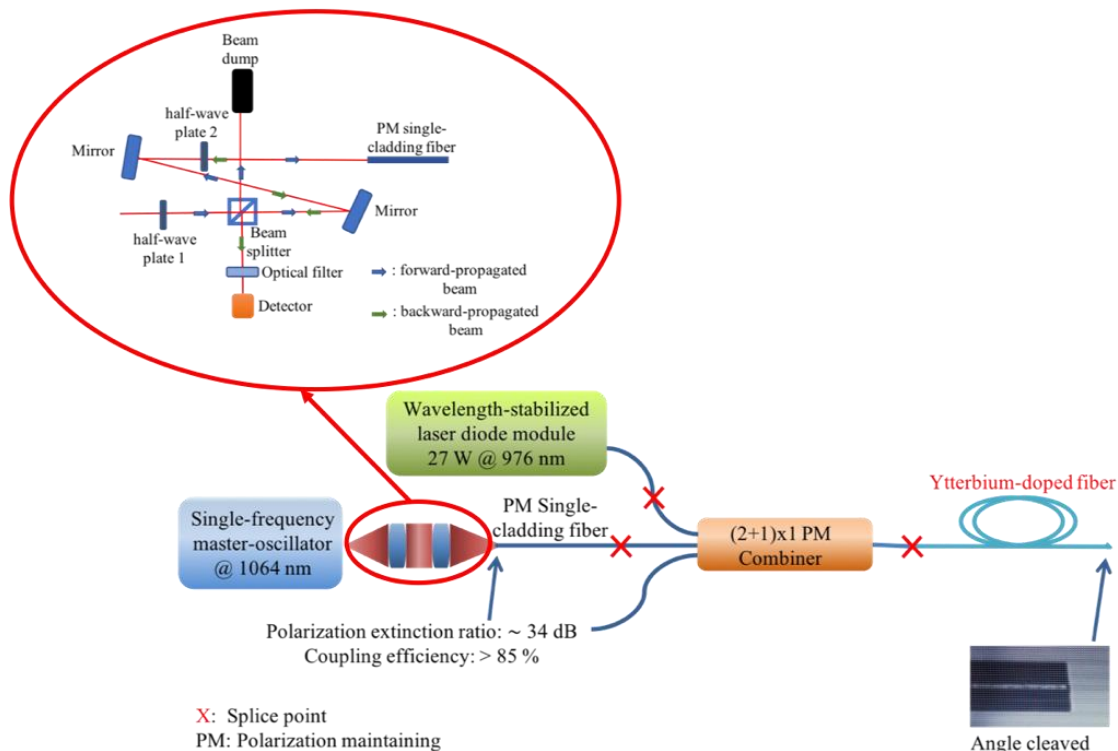 Beam
dump
half-wave
plate 2
PM single-
cladding fiber
Mirror
Mirror
half-wave
plate 1
Beam
splitter
Optical filter
Detector
: forward-propagated
beam
: backward-propagated
beam
Wavelength-stabilized
laser diode module
27 W @ 976 nm
Ytterbium-doped fiber
Single-frequency
master-oscillator
@ 1064 nm
PM Single-
cladding fiber
(2+1)x1 PM
Combiner
Polarization extinction ratio: ~ 34 dB
Coupling efficiency: > 85 %
X: Splice point
PM: Polarization maintaining
Angle cleaved